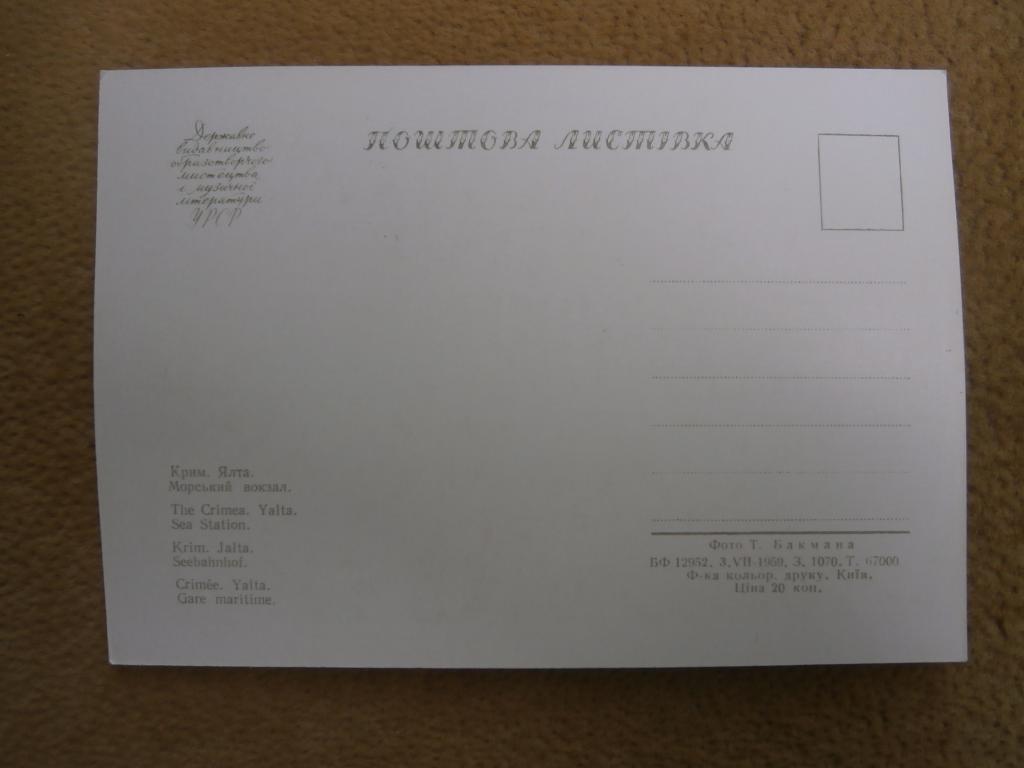 Державне
видавництво
образотворчого
мистецтва
і музичної
літератури
УРСР
ПОШТОВА ЛИСТІВКА
Крим. Ялта.
Морський вокзал.
The Crimea. Yalta.
Sea Station.
Krim. Jalta.
Seebahnhof.
Crimée. Yalta.
Gare maritime.
Фото Т. Бакмана
БФ 12952. 3.VII-1959. З. 1070. Т. 67000
Ф-ка кольор. друку. Київ.
Ціна 20 коп.